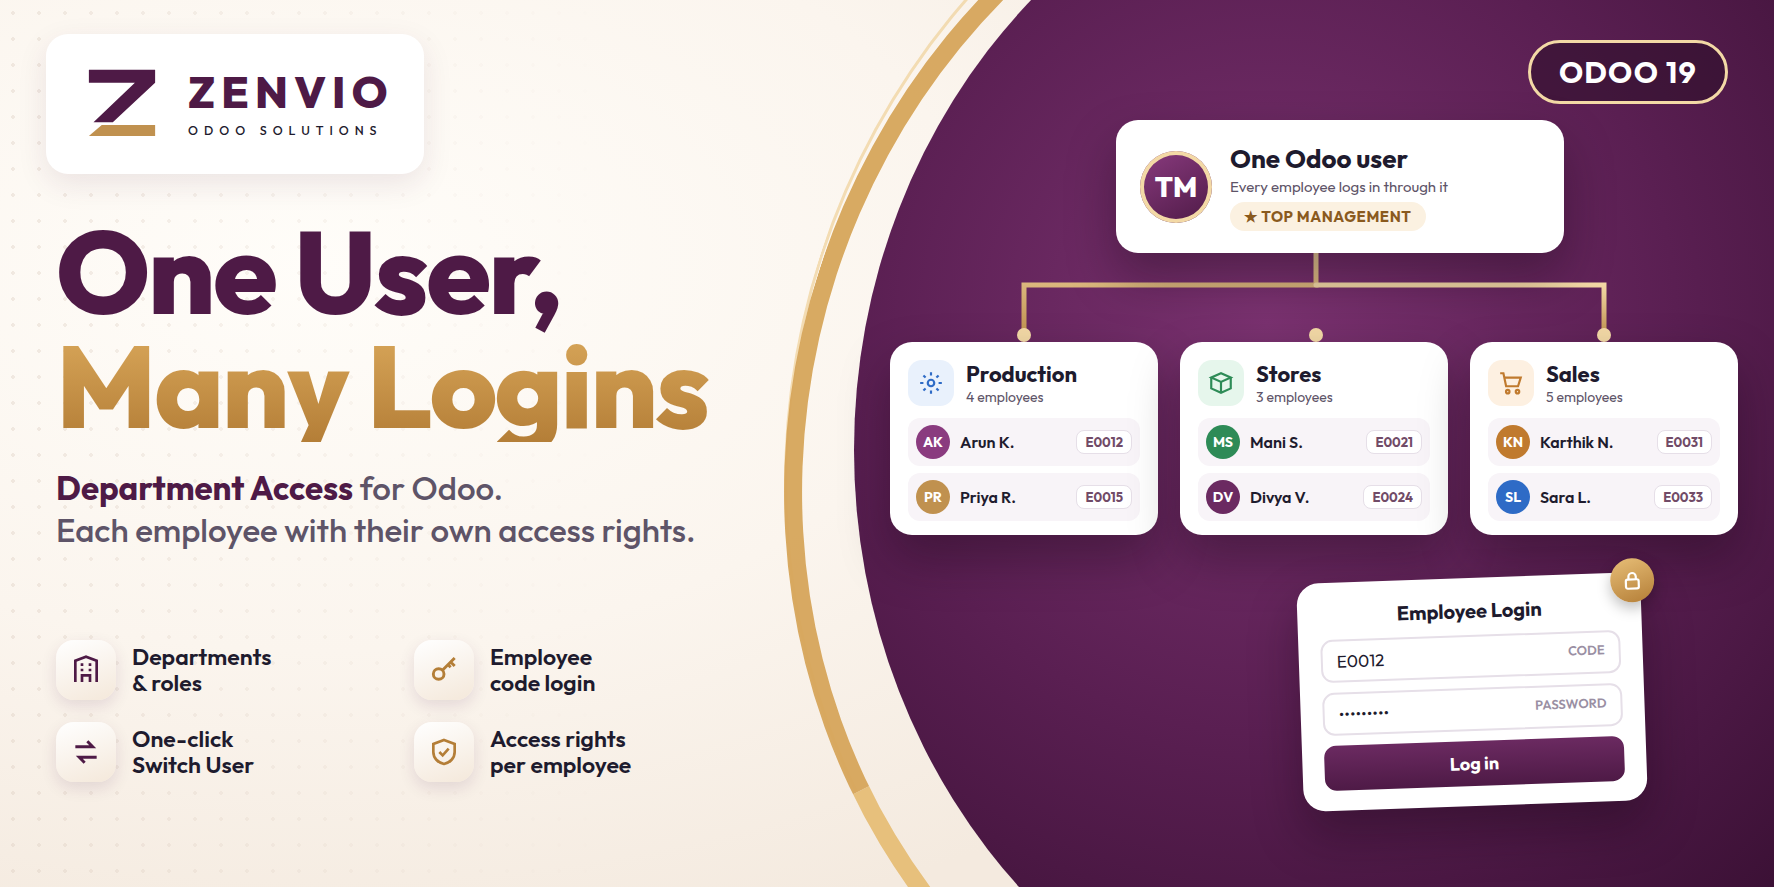 ZENVIO
ODOO SOLUTIONS
One User,
Many Logins
Department Access for Odoo.
Each employee with their own access rights.
Departments
& roles
Employee
code login
One-click
Switch User
Access rights
per employee
ODOO 19
TM
One Odoo user
Every employee logs in through it
★ TOP MANAGEMENT
Production
4 employees
AK Arun K. E0012
PR Priya R. E0015
Stores
3 employees
MS Mani S. E0021
DV Divya V. E0024
Sales
5 employees
KN Karthik N. E0031
SL Sara L. E0033
Employee Login
E0012 CODE
••••••••• PASSWORD
Log in